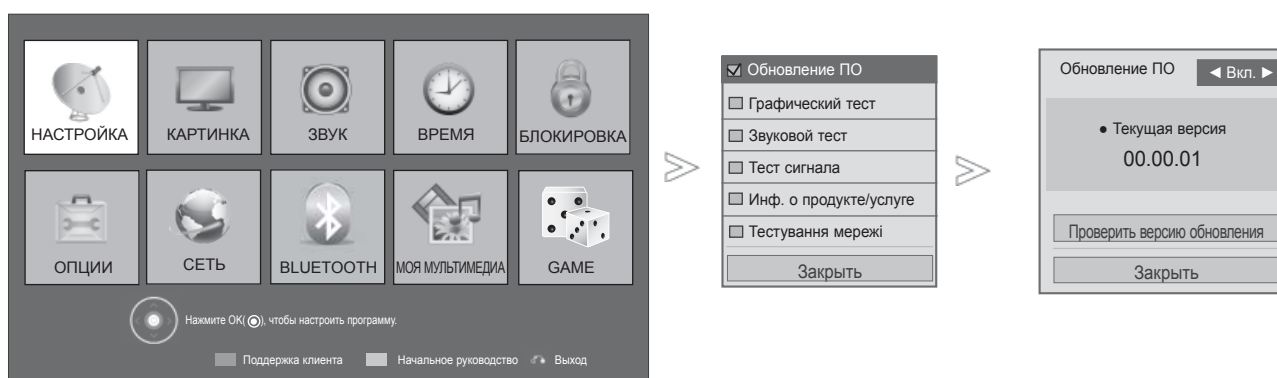 НАСТРОЙКА
КАРТИНКА
ЗВУК
ВРЕМЯ
БЛОКИРОВКА
ОПЦИИ
СЕТЬ
BLUETOOTH
МОЯ МУЛЬТИМЕДИА
GAME
Нажмите ОК( ), чтобы настроить программу.
Поддержка клиента
Начальное руководство
Выход
Обновление ПО
Графический тест
Звуковой тест
Тест сигнала
Инф. о продукте/услуге
Тестування мережі
Закрыть
Обновление ПО ◄ Вкл. ►
● Текущая версия
00.00.01
Проверить версию обновления
Закрыть